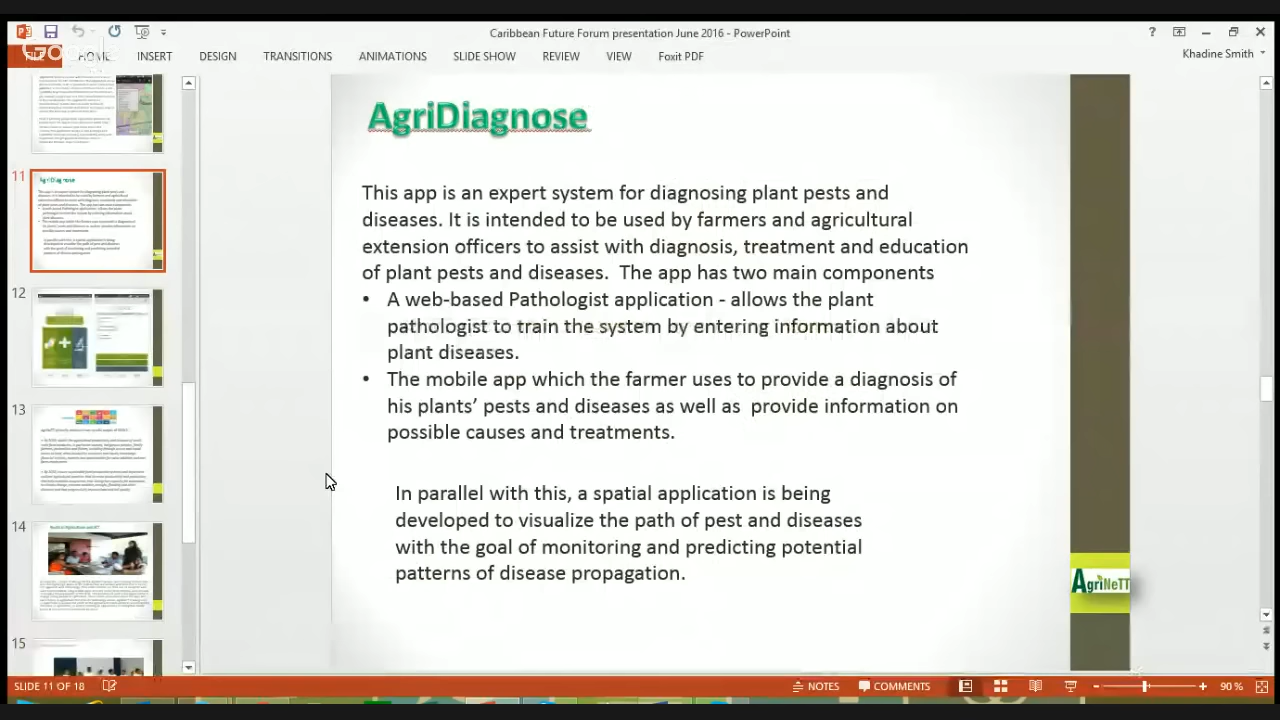 Caribbean Future Forum presentation June 2016 - PowerPoint
?
Google
FILE HOME INSERT DESIGN TRANSITIONS ANIMATIONS SLIDE SHOW REVIEW VIEW Foxit PDF
Khadine Smith
11
AgriDiagnose
12
13
14
15
AgriDiagnose
This app is an expert system for diagnosing plant pests and
diseases. It is intended to be used by farmers and agricultural
extension officers to assist with diagnosis, treatment and education
of plant pests and diseases. The app has two main components
• A web-based Pathologist application - allows the plant
pathologist to train the system by entering information about
plant diseases.
• The mobile app which the farmer uses to provide a diagnosis of
his plants’ pests and diseases as well as provide information on
possible causes and treatments.
In parallel with this, a spatial application is being
developed to visualize the path of pest and diseases
with the goal of monitoring and predicting potential
patterns of disease propagation.
AgriNeTT
SLIDE 11 OF 18
NOTES
COMMENTS
90 %